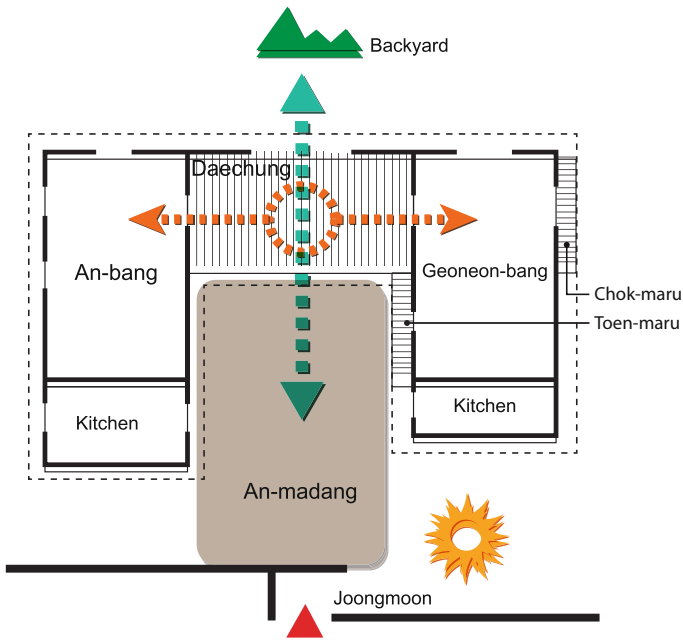 Backyard
Daechung
An-bang
Geoneon-bang
Chok-maru
Toen-maru
Kitchen
Kitchen
An-madang
Joongmoon